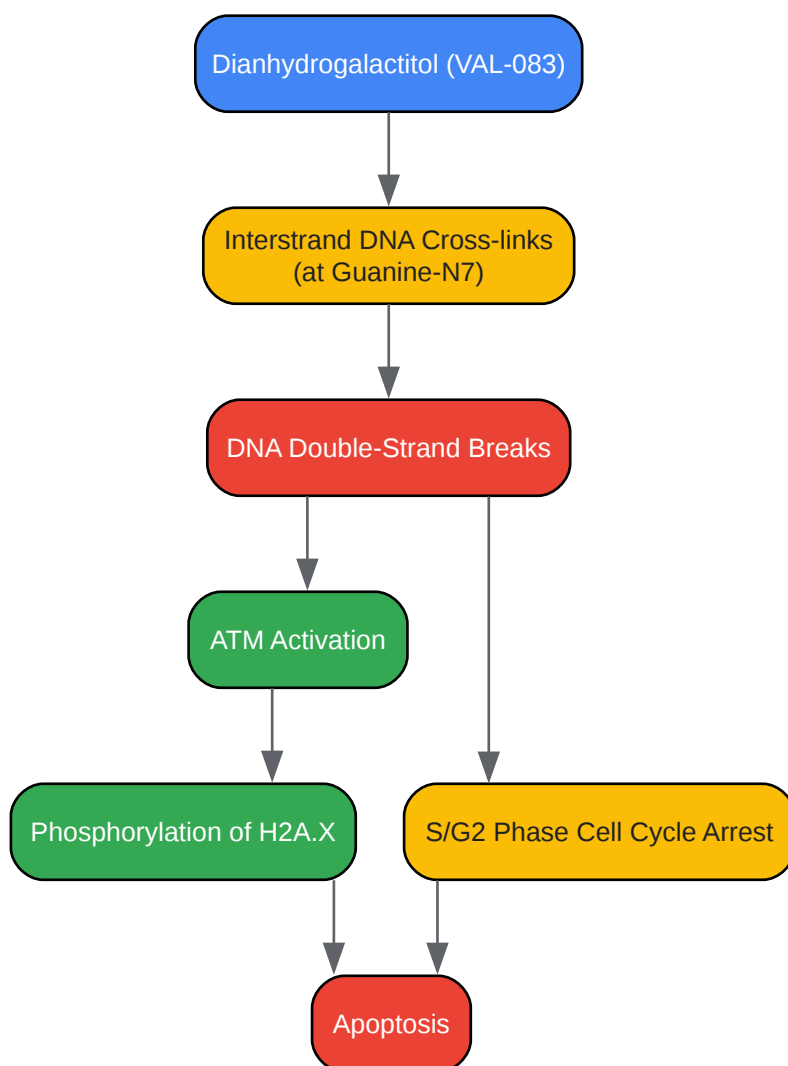 Dianhydrogalactitol (VAL-083)
Interstrand DNA Cross-links
(at Guanine-N7)
DNA Double-Strand Breaks
ATM Activation
Phosphorylation of H2A.X
S/G2 Phase Cell Cycle Arrest
Apoptosis